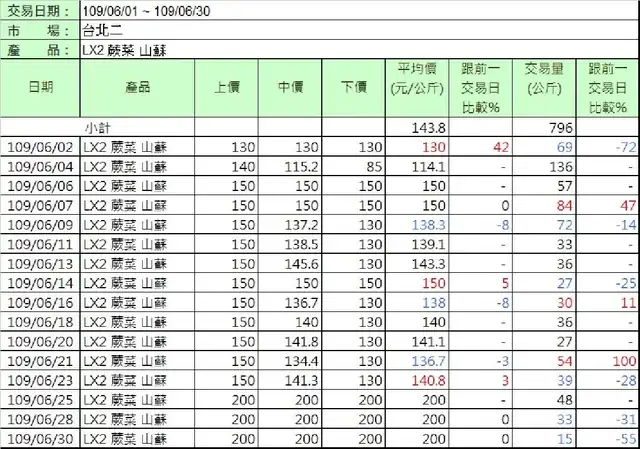 交易日期： 109/06/01 ~ 109/06/30
市 場： 台北二
產 品： LX2 蕨菜 山蘇
日期 產品 上價 中價 下價 平均價(元/公斤) 跟前一交易日比較% 交易量(公斤) 跟前一交易日比較%
小計 143.8 796
109/06/02 LX2 蕨菜 山蘇 130 130 130 130 42 69 -72
109/06/04 LX2 蕨菜 山蘇 140 115.2 85 114.1 - 136 -
109/06/06 LX2 蕨菜 山蘇 150 150 150 150 - 57 -
109/06/07 LX2 蕨菜 山蘇 150 150 150 150 0 84 47
109/06/09 LX2 蕨菜 山蘇 150 137.2 130 138.3 -8 72 -14
109/06/11 LX2 蕨菜 山蘇 150 138.5 130 139.1 - 33 -
109/06/13 LX2 蕨菜 山蘇 150 145.6 130 143.3 - 36 -
109/06/14 LX2 蕨菜 山蘇 150 150 150 150 5 27 -25
109/06/16 LX2 蕨菜 山蘇 150 136.7 130 138 -8 30 11
109/06/18 LX2 蕨菜 山蘇 150 140 130 140 - 36 -
109/06/20 LX2 蕨菜 山蘇 150 141.8 130 141.1 - 27 -
109/06/21 LX2 蕨菜 山蘇 150 134.4 130 136.7 -3 54 100
109/06/23 LX2 蕨菜 山蘇 150 141.3 130 140.8 3 39 -28
109/06/25 LX2 蕨菜 山蘇 200 200 200 200 - 48 -
109/06/28 LX2 蕨菜 山蘇 200 200 200 200 0 33 -31
109/06/30 LX2 蕨菜 山蘇 200 200 200 200 0 15 -55